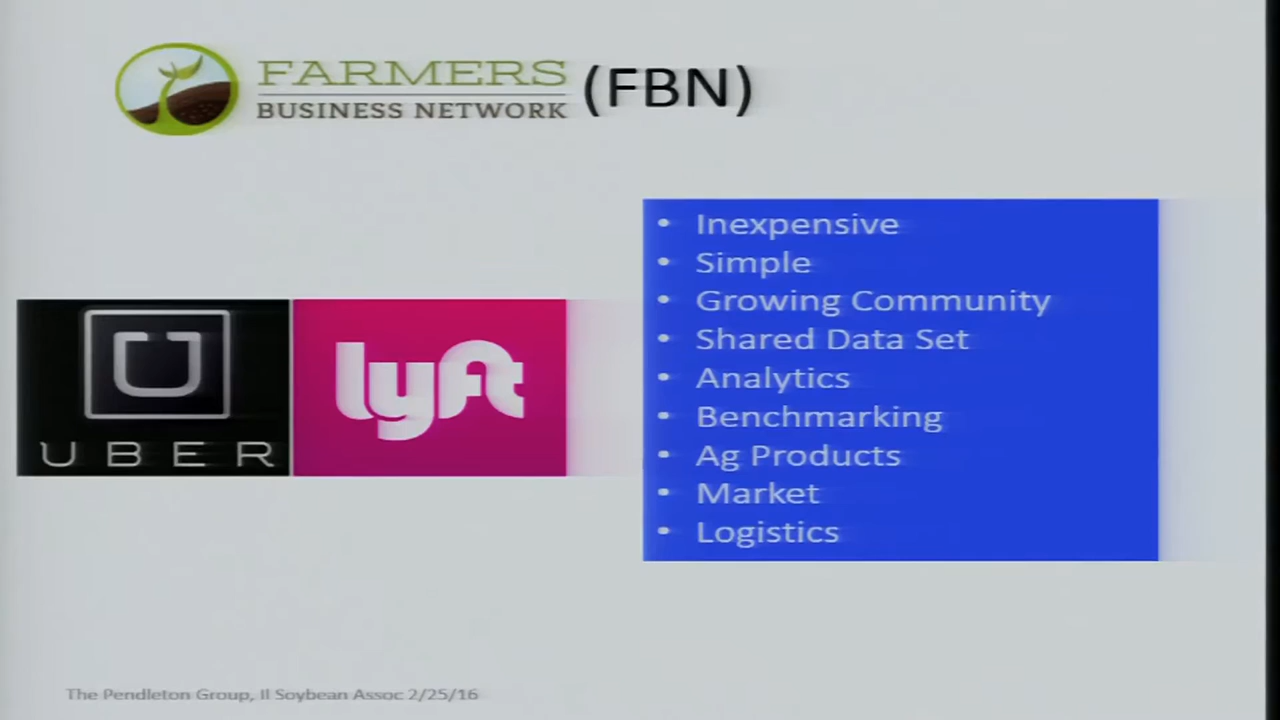 FARMERS
BUSINESS NETWORK
(FBN)
• Inexpensive
• Simple
• Growing Community
• Shared Data Set
• Analytics
• Benchmarking
• Ag Products
• Market
• Logistics
U
UBER
lyft
The Pendleton Group, Il Soybean Assoc 2/25/16